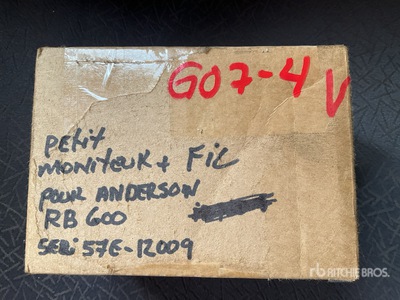 G07-4 V
PETIT
MONITEUR + FIL
POUR ANDERSON
RB 600
SERI 57E-12009
rb RITCHIE BROS.